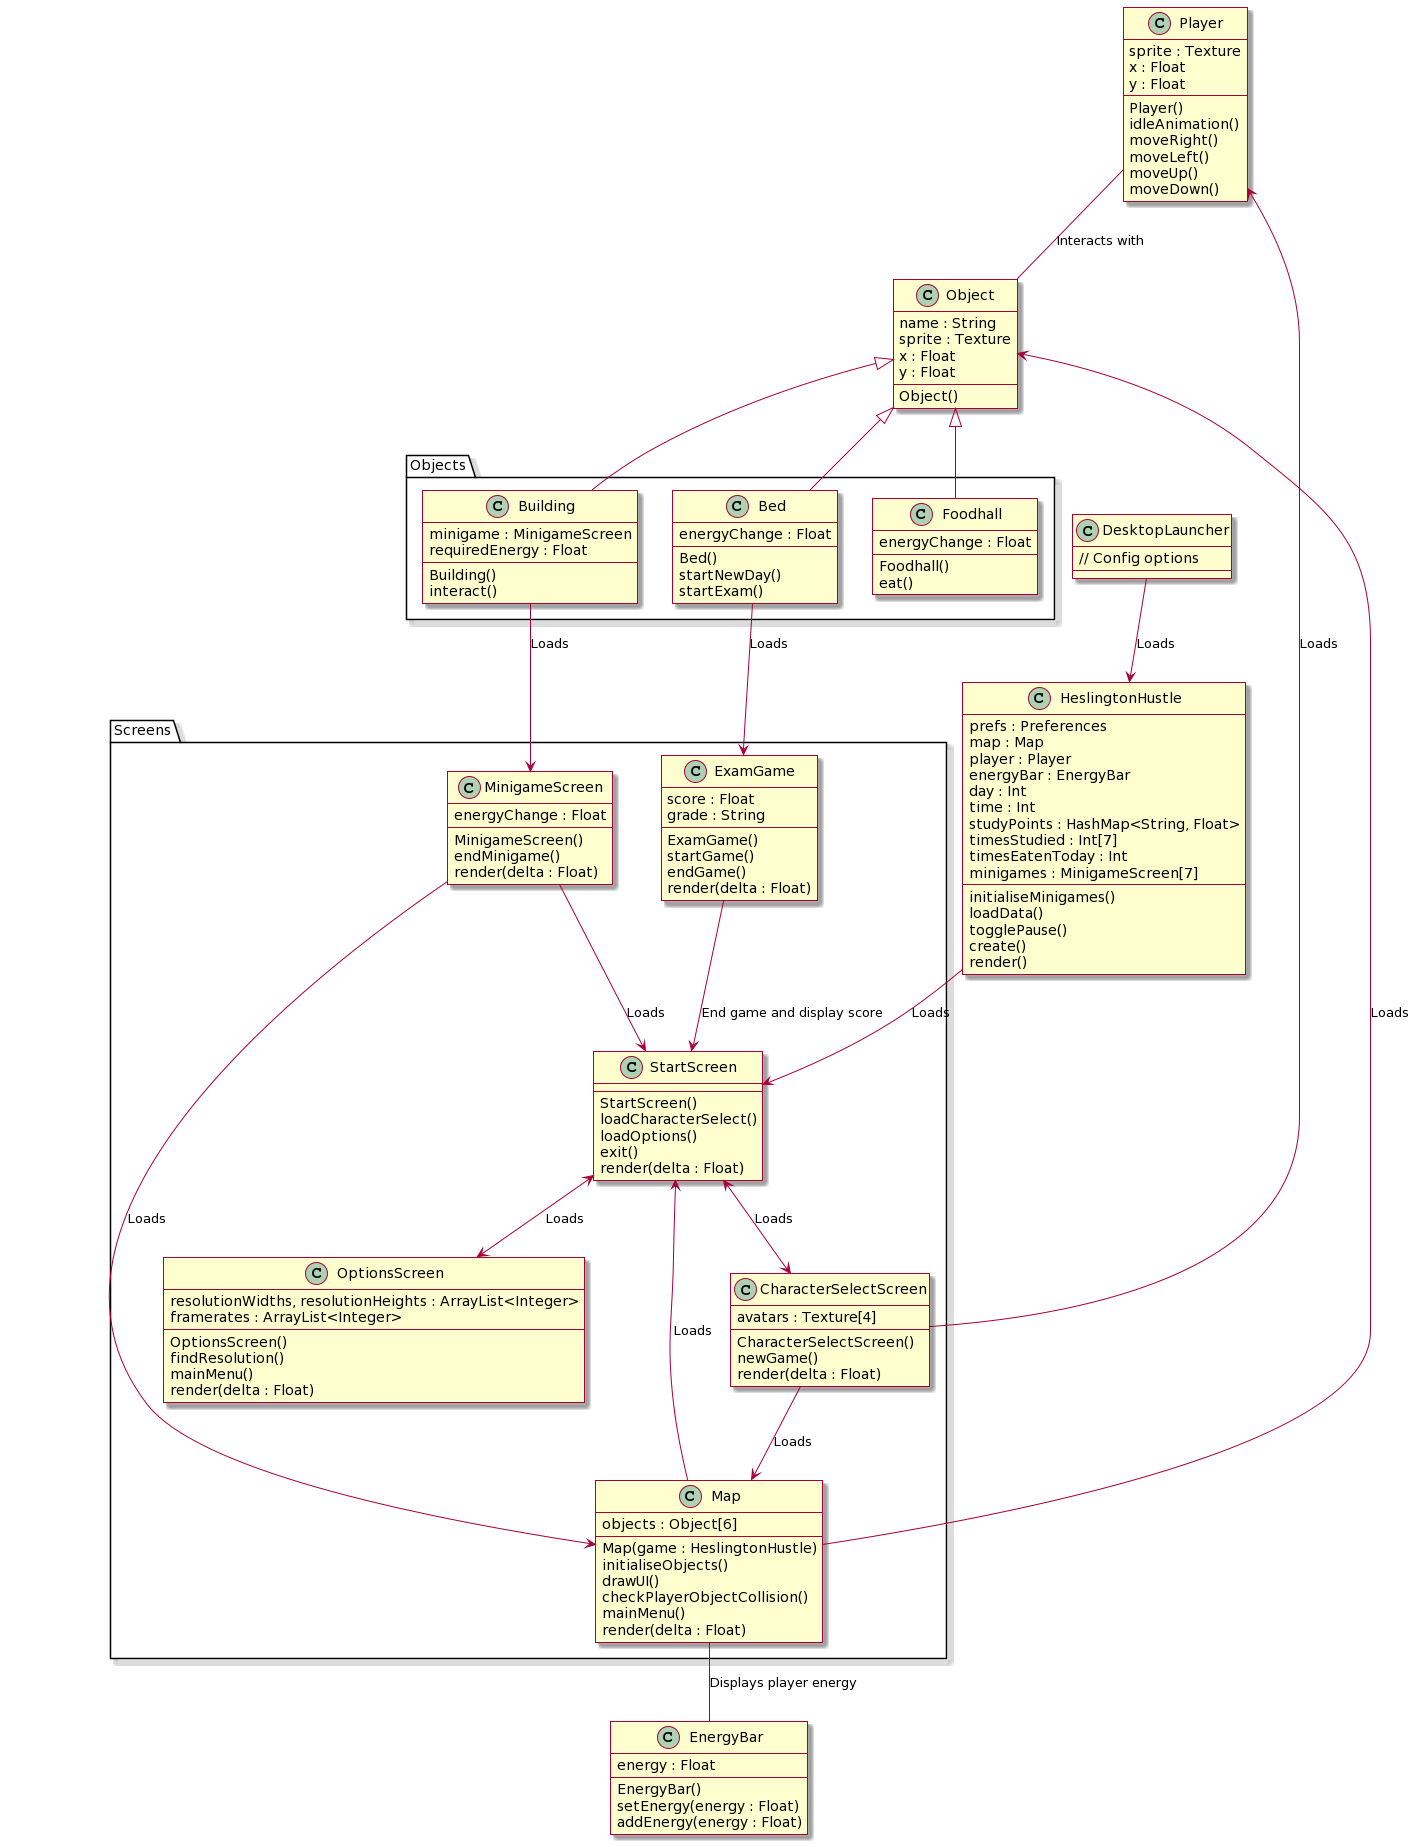 C Player
sprite : Texture
x : Float
y : Float
Player()
idleAnimation()
moveRight()
moveLeft()
moveUp()
moveDown()
Interacts with
C Object
name : String
sprite : Texture
x : Float
y : Float
Object()
Objects
C Building
minigame : MinigameScreen
requiredEnergy : Float
Building()
interact()
C Bed
energyChange : Float
Bed()
startNewDay()
startExam()
C Foodhall
energyChange : Float
Foodhall()
eat()
C DesktopLauncher
// Config options
Loads
Loads
Loads
Loads
C HeslingtonHustle
prefs : Preferences
map : Map
player : Player
energyBar : EnergyBar
day : Int
time : Int
studyPoints : HashMap<String, Float>
timesStudied : Int[7]
timesEatenToday : Int
minigames : MinigameScreen[7]
initialiseMinigames()
loadData()
togglePause()
create()
render()
Screens
C MinigameScreen
energyChange : Float
MinigameScreen()
endMinigame()
render(delta : Float)
C ExamGame
score : Float
grade : String
ExamGame()
startGame()
endGame()
render(delta : Float)
Loads
End game and display score
Loads
Loads
C StartScreen
StartScreen()
loadCharacterSelect()
loadOptions()
exit()
render(delta : Float)
Loads
Loads
Loads
C OptionsScreen
resolutionWidths, resolutionHeights : ArrayList<Integer>
framerates : ArrayList<Integer>
OptionsScreen()
findResolution()
mainMenu()
render(delta : Float)
Loads
C CharacterSelectScreen
avatars : Texture[4]
CharacterSelectScreen()
newGame()
render(delta : Float)
Loads
C Map
objects : Object[6]
Map(game : HeslingtonHustle)
initialiseObjects()
drawUI()
checkPlayerObjectCollision()
mainMenu()
render(delta : Float)
Displays player energy
C EnergyBar
energy : Float
EnergyBar()
setEnergy(energy : Float)
addEnergy(energy : Float)